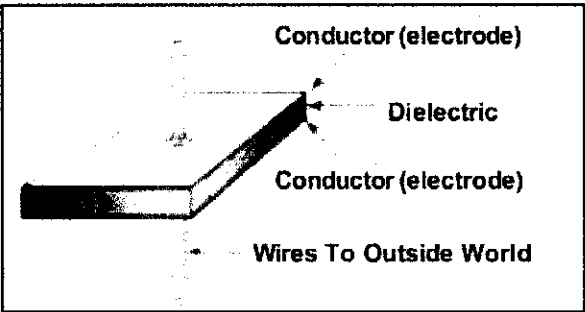 Conductor (electrode)
Dielectric
Conductor (electrode)
Wires To Outside World